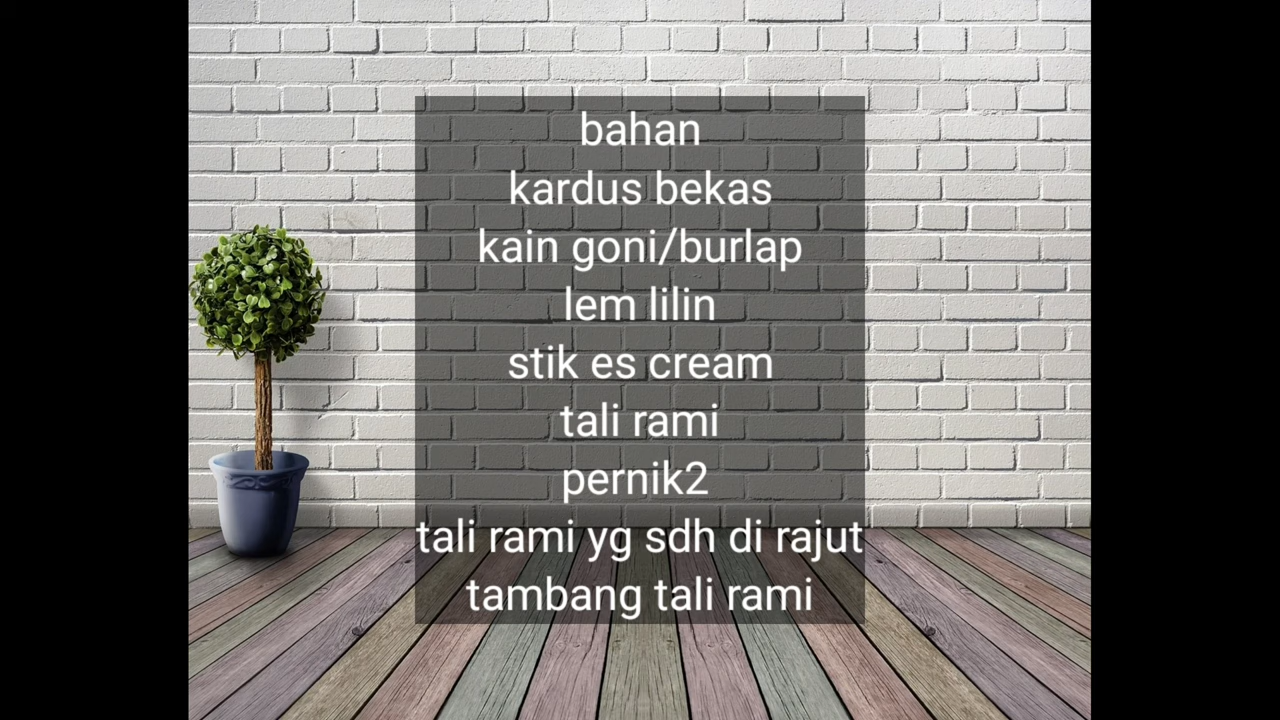 bahan
kardus bekas
kain goni/burlap
lem lilin
stik es cream
tali rami
pernik2
tali rami yg sdh di rajut
tambang tali rami